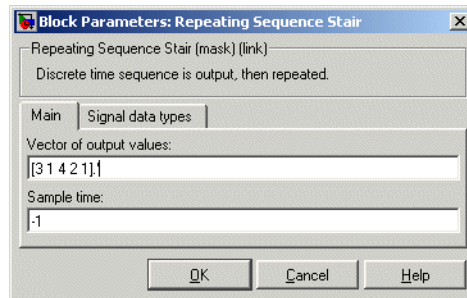 Block Parameters: Repeating Sequence Stair
Repeating Sequence Stair (mask) (link)
Discrete time sequence is output, then repeated.
Main Signal data types
Vector of output values:
[3 1 4 2 1].'
Sample time:
-1
OK Cancel Help